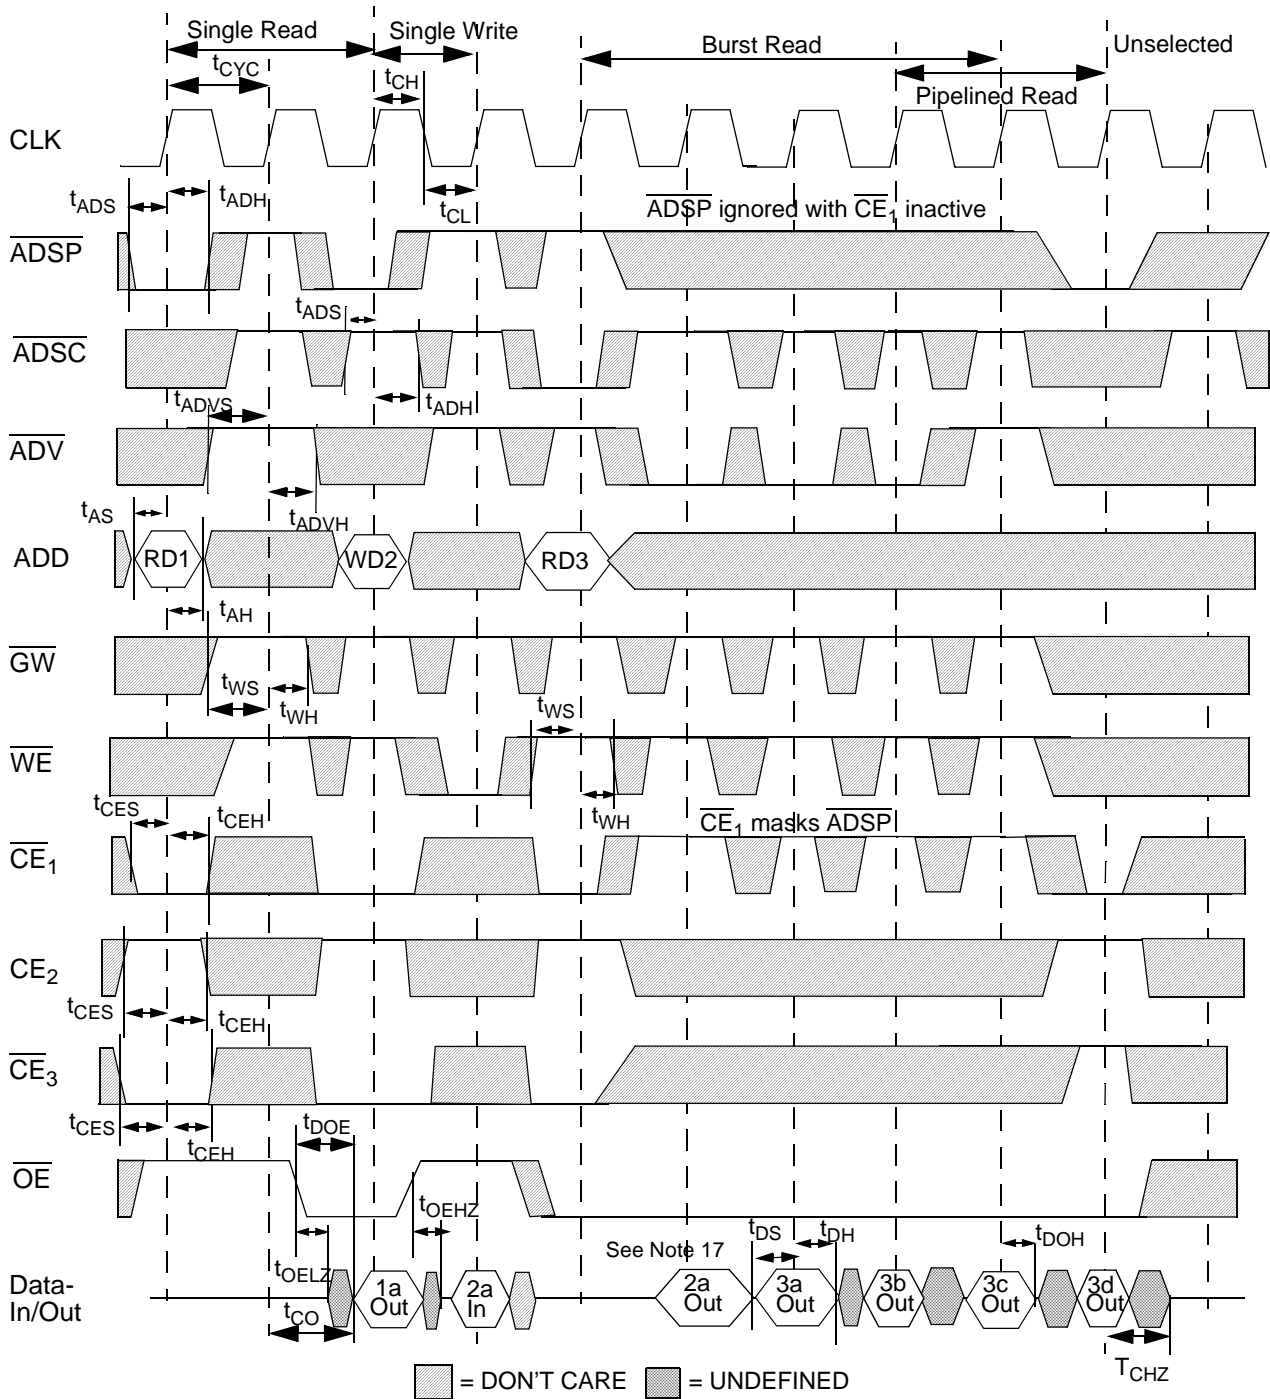 Single Read
Single Write
Burst Read
Unselected
tCYC
tCH
Pipelined Read
CLK
tADS
tADH
tCL
ADSP ignored with CE1 inactive
ADSP
tADS
ADSC
tADVS
tADH
ADV
tAS
tADVH
ADD
RD1
WD2
RD3
tAH
GW
tWS
tWH
tWS
WE
tCES
tCEH
tWH
CE1 masks ADSP
CE1
CE2
tCES
tCEH
CE3
tCES
tCEH
tDOE
OE
tOEHZ
tDS
tDH
tDOH
See Note 17
tOELZ
Data-
In/Out
1a
Out
2a
In
2a
Out
3a
Out
3b
Out
3c
Out
3d
Out
tCO
TCHZ
= DON'T CARE
= UNDEFINED